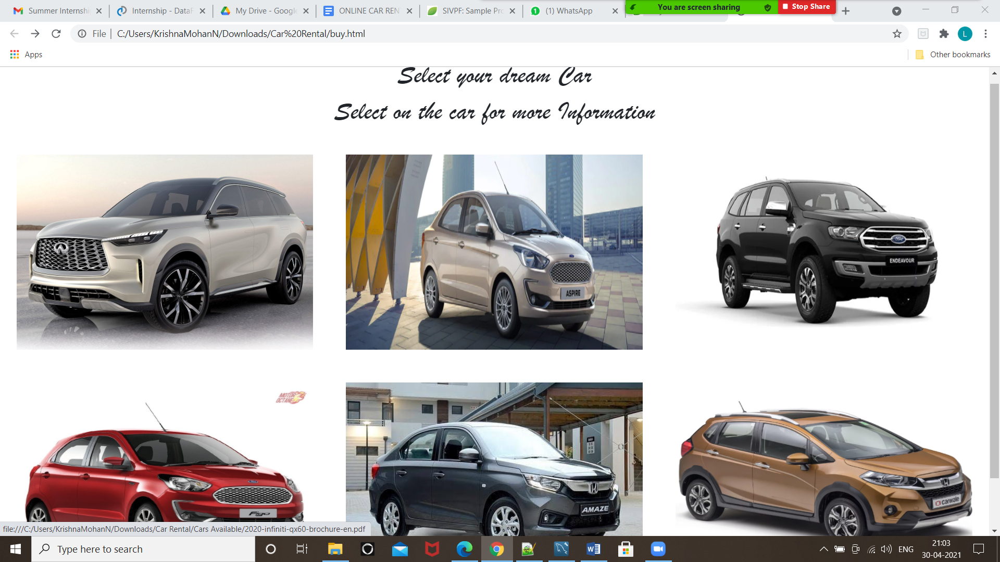 Summer Internshi
Internship - DataF
My Drive - Google
ONLINE CAR REN
SIVPF: Sample Pro
(1) WhatsApp
You are screen sharing
Stop Share
File
C:/Users/KrishnaMohanN/Downloads/Car%20Rental/buy.html
L
Apps
Other bookmarks
Select your dream Car
Select on the car for more Information
ASPIRE
Ford
ENDEAVOUR
MOTOR
OCTANE
Figo
AMAZE
carwale
file:///C:/Users/KrishnaMohanN/Downloads/Car Rental/Cars Available/2020-infiniti-qx60-brochure-en.pdf
Type here to search
ENG
21:03
30-04-2021